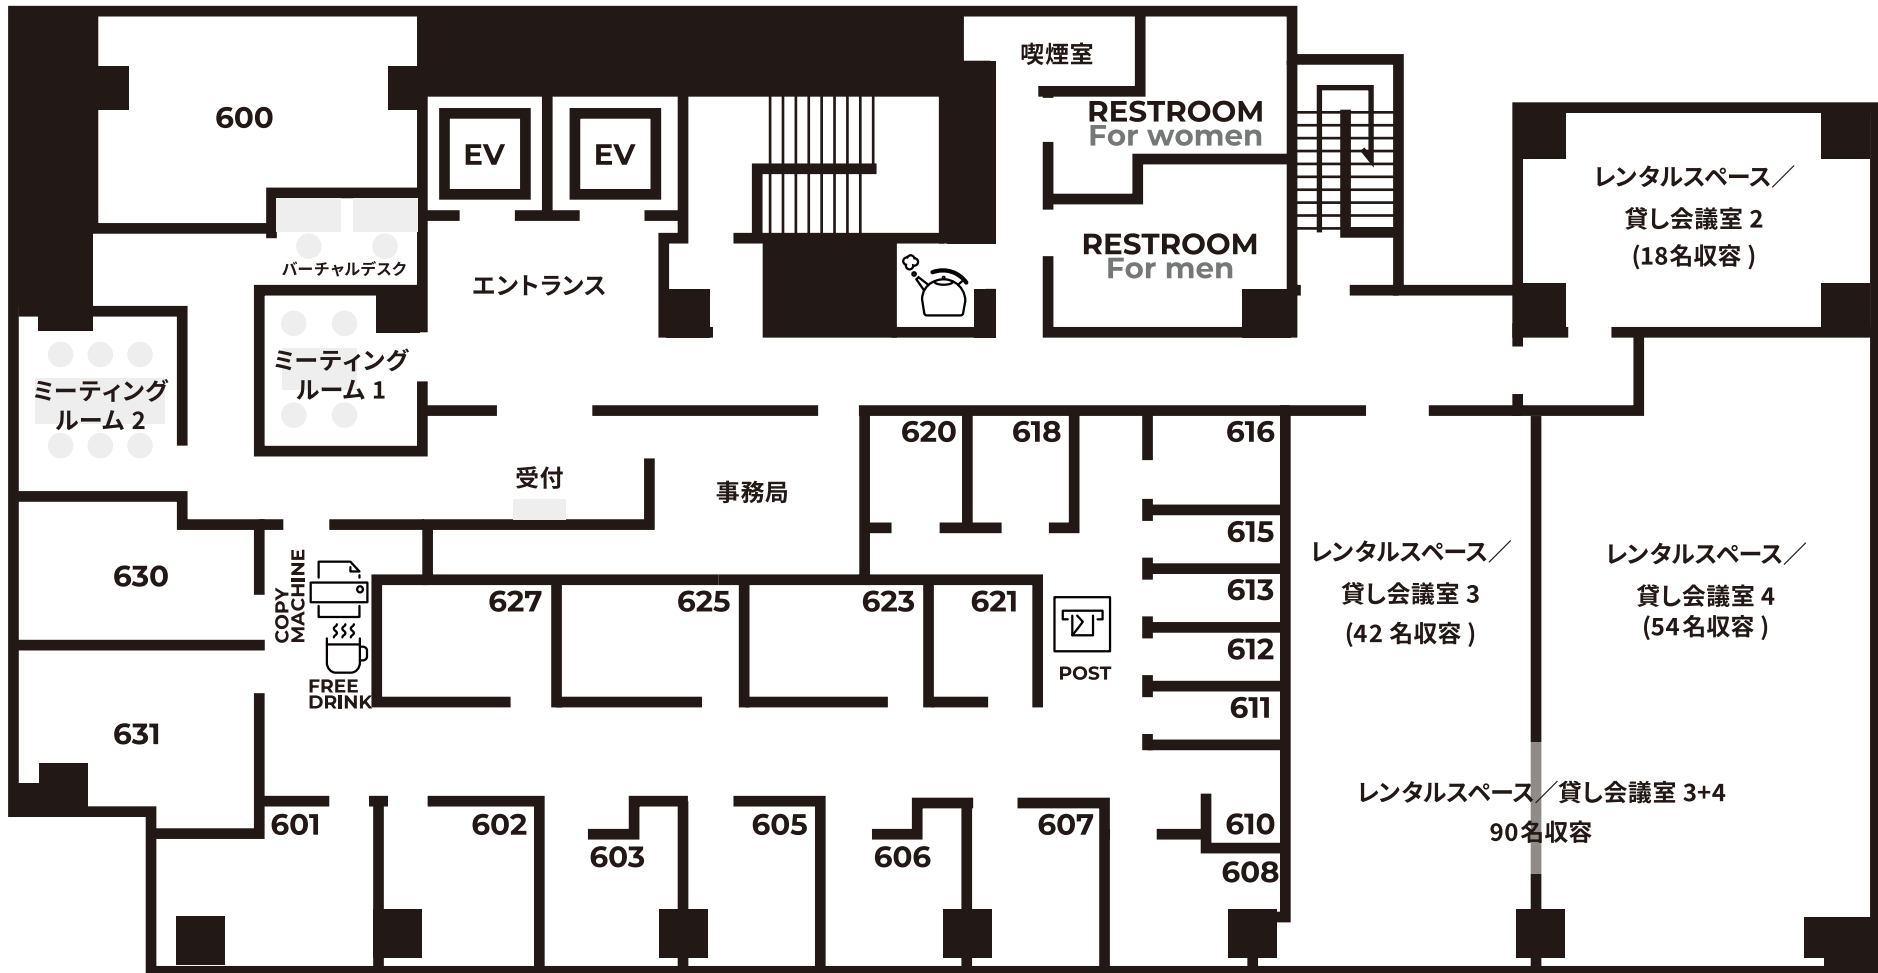 600
EV
EV
喫煙室
RESTROOM
For women
RESTROOM
For men
レンタルスペース／
貸し会議室 2
(18名収容 )
バーチャルデスク
エントランス
ミーティング
ルーム 1
ミーティング
ルーム 2
受付
事務局
620
618
616
615
613
612
611
610
608
レンタルスペース／
貸し会議室 3
(42 名収容 )
レンタルスペース／
貸し会議室 4
(54名収容 )
レンタルスペース／貸し会議室 3+4
90名収容
630
631
COPY
MACHINE
FREE
DRINK
627
625
623
621
POST
601
602
603
605
606
607